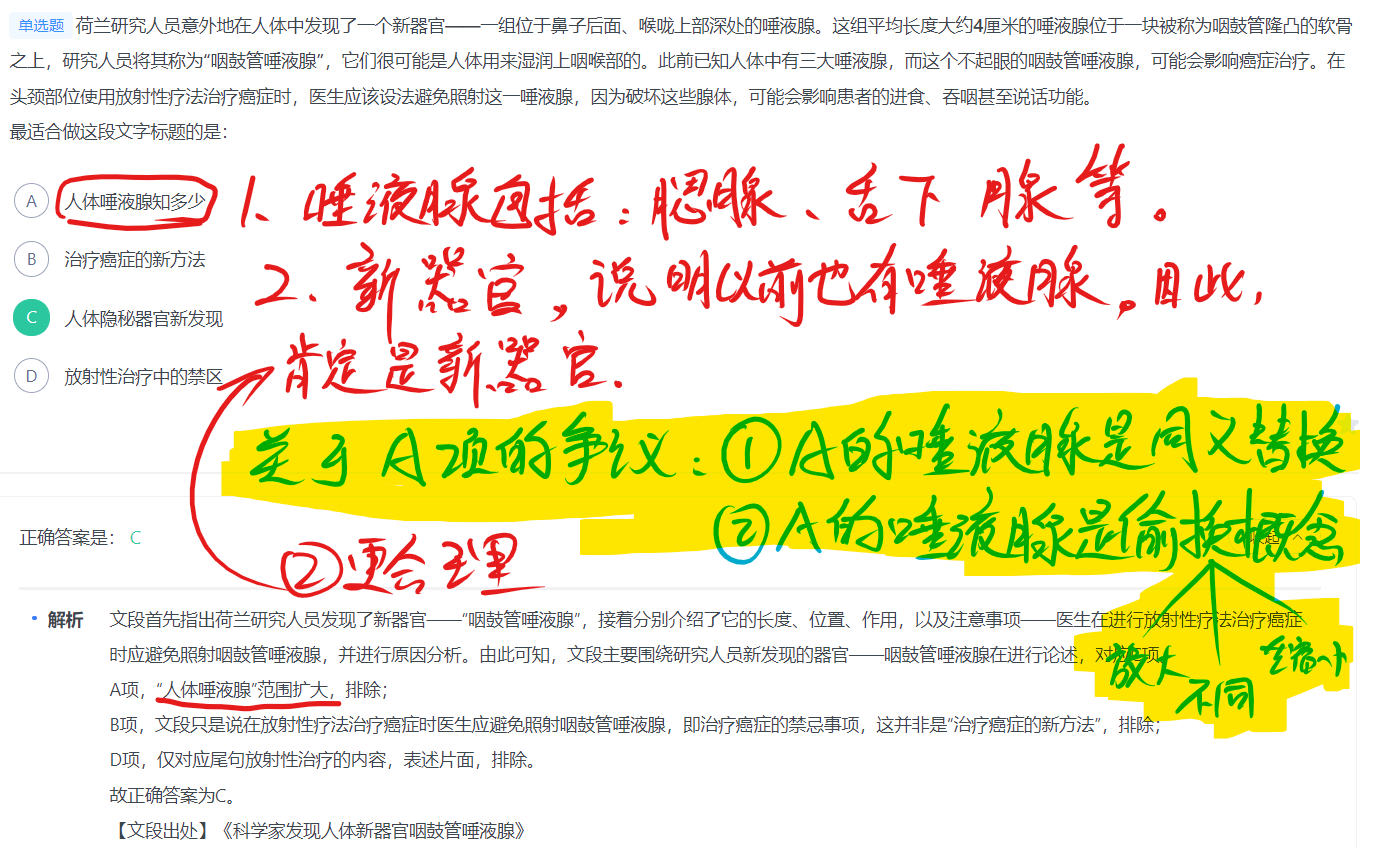 单选题 荷兰研究人员意外地在人体中发现了一个新器官——一组位于鼻子后面、喉咙上部深处的唾液腺。这组平均长度大约4厘米的唾液腺位于一块被称为咽鼓管隆凸的软骨
之上，研究人员将其称为“咽鼓管唾液腺”，它们很可能是人体用来湿润上咽喉部的。此前已知人体中有三大唾液腺，而这个不起眼的咽鼓管唾液腺，可能会影响癌症治疗。在
头颈部位使用放射性疗法治疗癌症时，医生应该设法避免照射这一唾液腺，因为破坏这些腺体，可能会影响患者的进食、吞咽甚至说话功能。
最适合做这段文字标题的是：
A 人体唾液腺知多少
1、唾液腺包括：腮腺、舌下腺等。
B 治疗癌症的新方法
2、新器官，说明以前也有唾液腺。因此，
C 人体隐秘器官新发现
肯定是新器官.
D 放射性治疗中的禁区
关于A项的争议：①A的唾液腺是同义替换
②A的唾液腺是偷换概念
正确答案是： C
收起
②更合理
放大
不同
缩小
解析 文段首先指出荷兰研究人员发现了新器官——“咽鼓管唾液腺”，接着分别介绍了它的长度、位置、作用，以及注意事项——医生在进行放射性疗法治疗癌症
时应避免照射咽鼓管唾液腺，并进行原因分析。由此可知，文段主要围绕研究人员新发现的器官——咽鼓管唾液腺在进行论述，对应C项。
A项，“人体唾液腺”范围扩大，排除；
B项，文段只是说在放射性疗法治疗癌症时医生应避免照射咽鼓管唾液腺，即治疗癌症的禁忌事项，这并非是“治疗癌症的新方法”，排除；
D项，仅对应尾句放射性治疗的内容，表述片面，排除。
故正确答案为C。
【文段出处】《科学家发现人体新器官咽鼓管唾液腺》